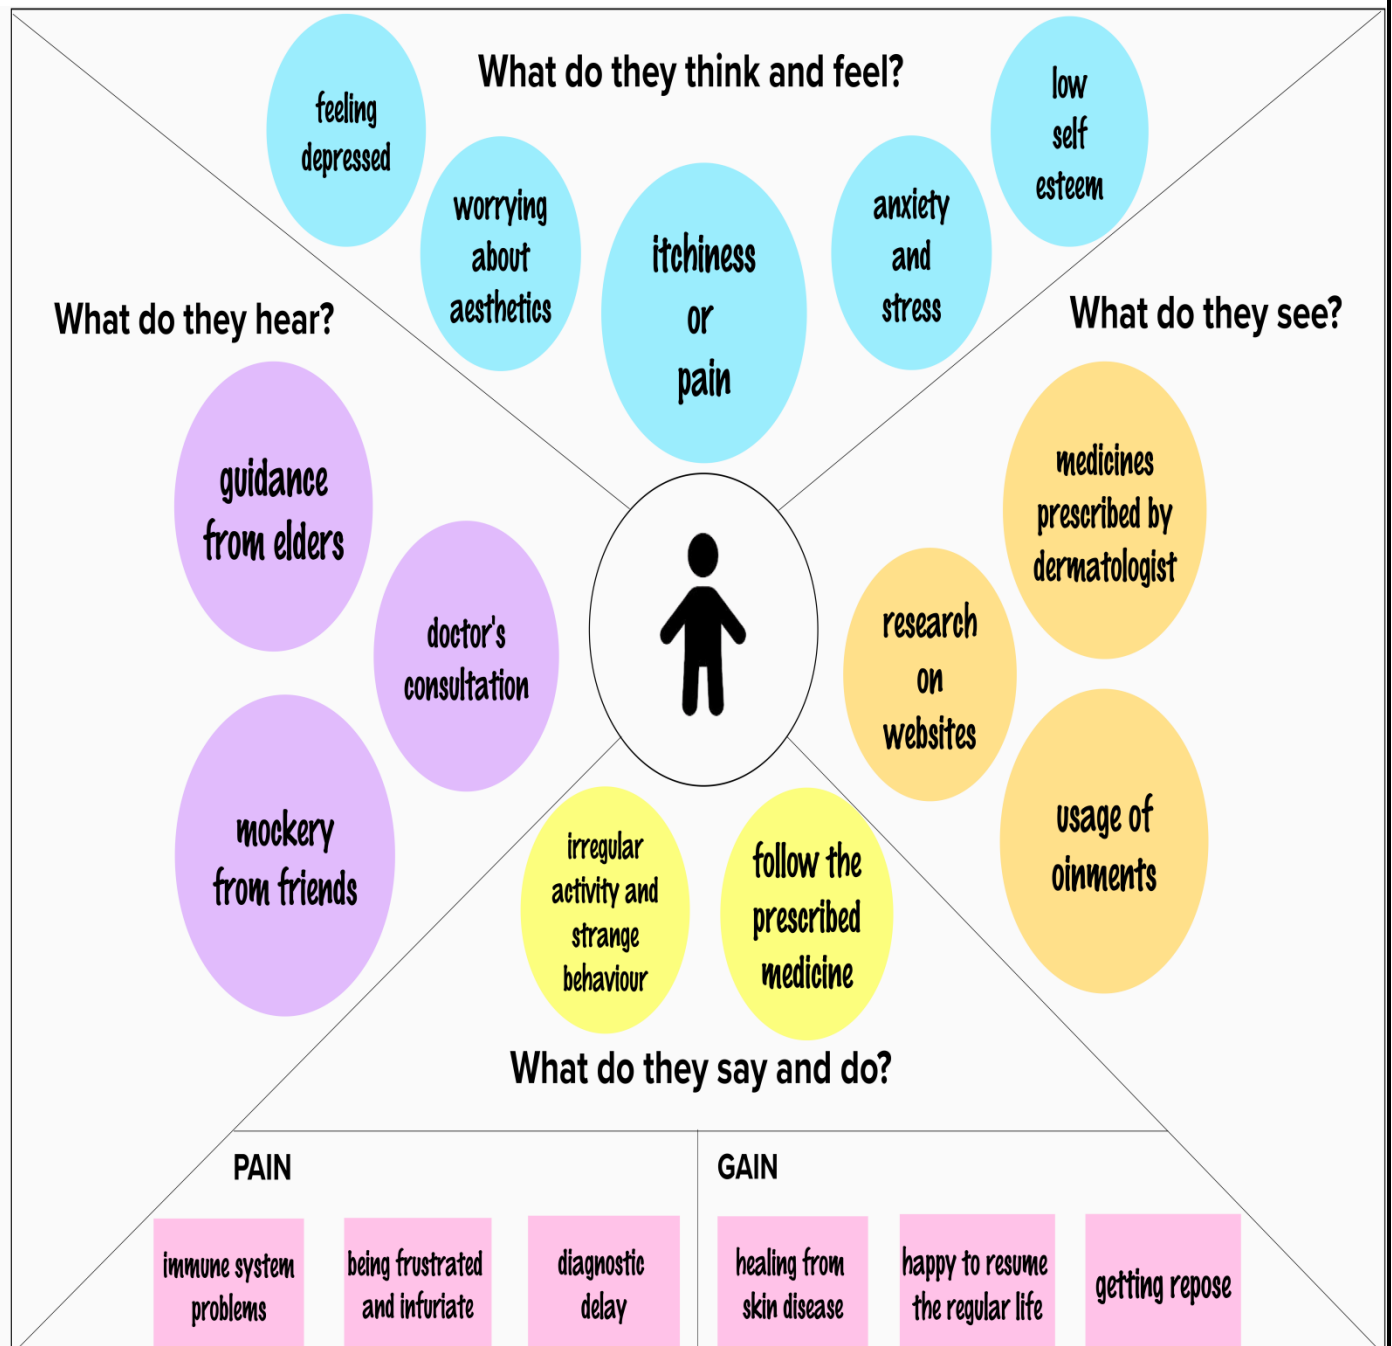 What do they think and feel?
feeling
depressed
worrying
about
aesthetics
itchiness
or
pain
anxiety
and
stress
low
self
esteem
What do they hear?
guidance
from elders
doctor's
consultation
mockery
from friends
What do they see?
medicines
prescribed by
dermatologist
research
on
websites
usage of
oinments
irregular
activity and
strange
behaviour
follow the
prescribed
medicine
What do they say and do?
PAIN
immune system
problems
being frustrated
and infuriate
diagnostic
delay
GAIN
healing from
skin disease
happy to resume
the regular life
getting repose